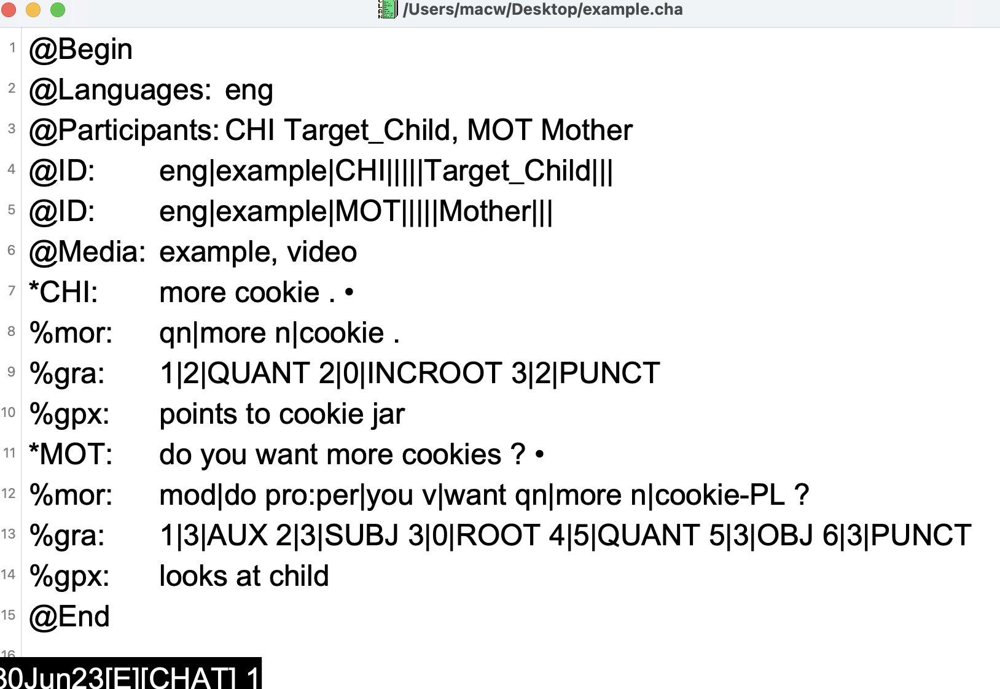 /Users/macw/Desktop/example.cha
1 @Begin
2 @Languages: eng
3 @Participants: CHI Target_Child, MOT Mother
4 @ID: eng|example|CHI|||||Target_Child|||
5 @ID: eng|example|MOT|||||Mother|||
6 @Media: example, video
7 *CHI: more cookie . •
8 %mor: qn|more n|cookie .
9 %gra: 1|2|QUANT 2|0|INCROOT 3|2|PUNCT
10 %gpx: points to cookie jar
11 *MOT: do you want more cookies ? •
12 %mor: mod|do pro:per|you v|want qn|more n|cookie-PL ?
13 %gra: 1|3|AUX 2|3|SUBJ 3|0|ROOT 4|5|QUANT 5|3|OBJ 6|3|PUNCT
14 %gpx: looks at child
15 @End
16
30Jun23[E][CHAT] 1